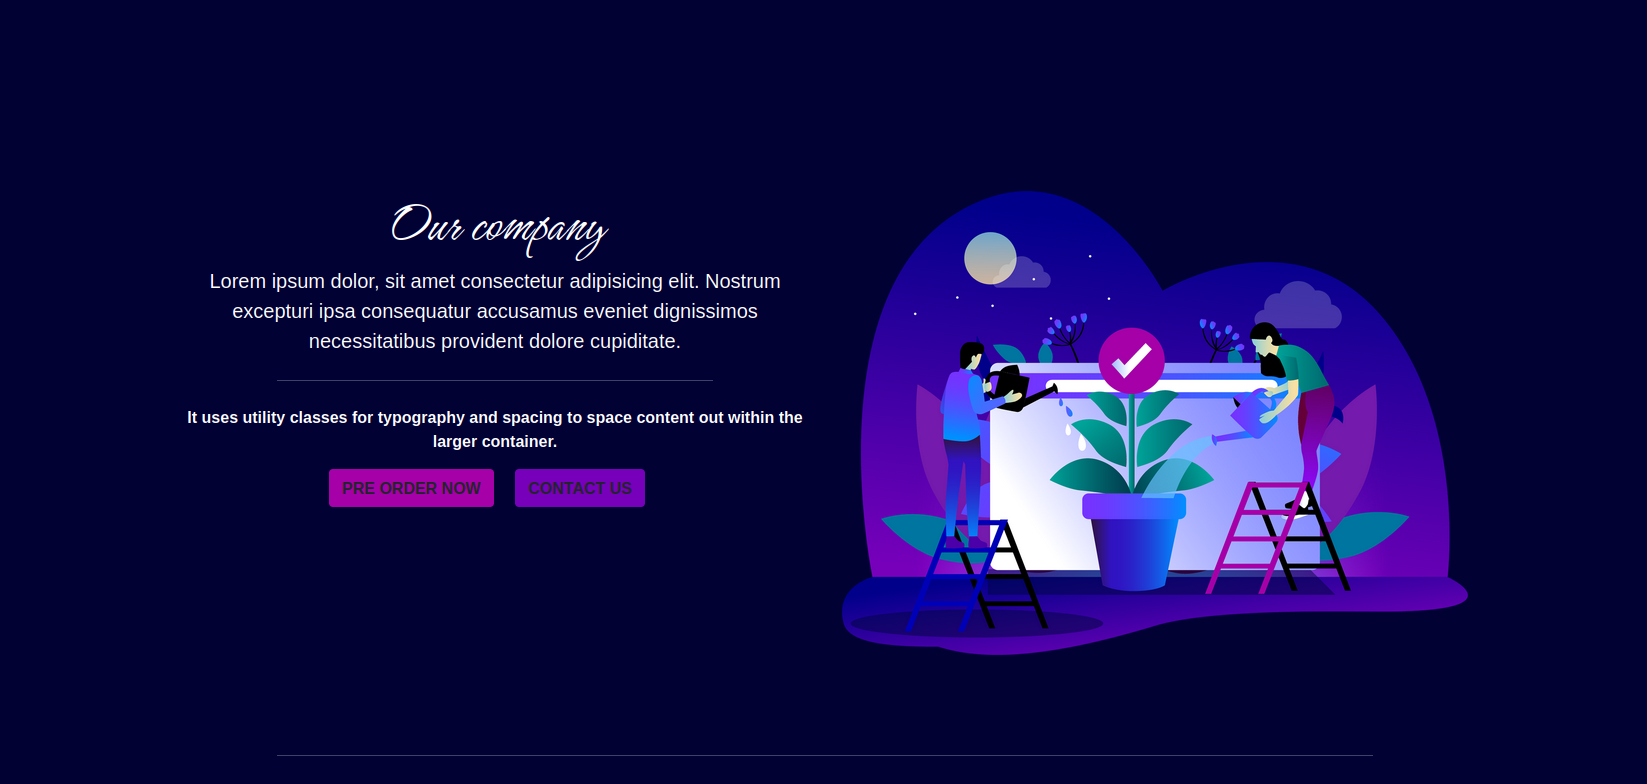 Our company
Lorem ipsum dolor, sit amet consectetur adipisicing elit. Nostrum
excepturi ipsa consequatur accusamus eveniet dignissimos
necessitatibus provident dolore cupiditate.
It uses utility classes for typography and spacing to space content out within the
larger container.
PRE ORDER NOW
CONTACT US